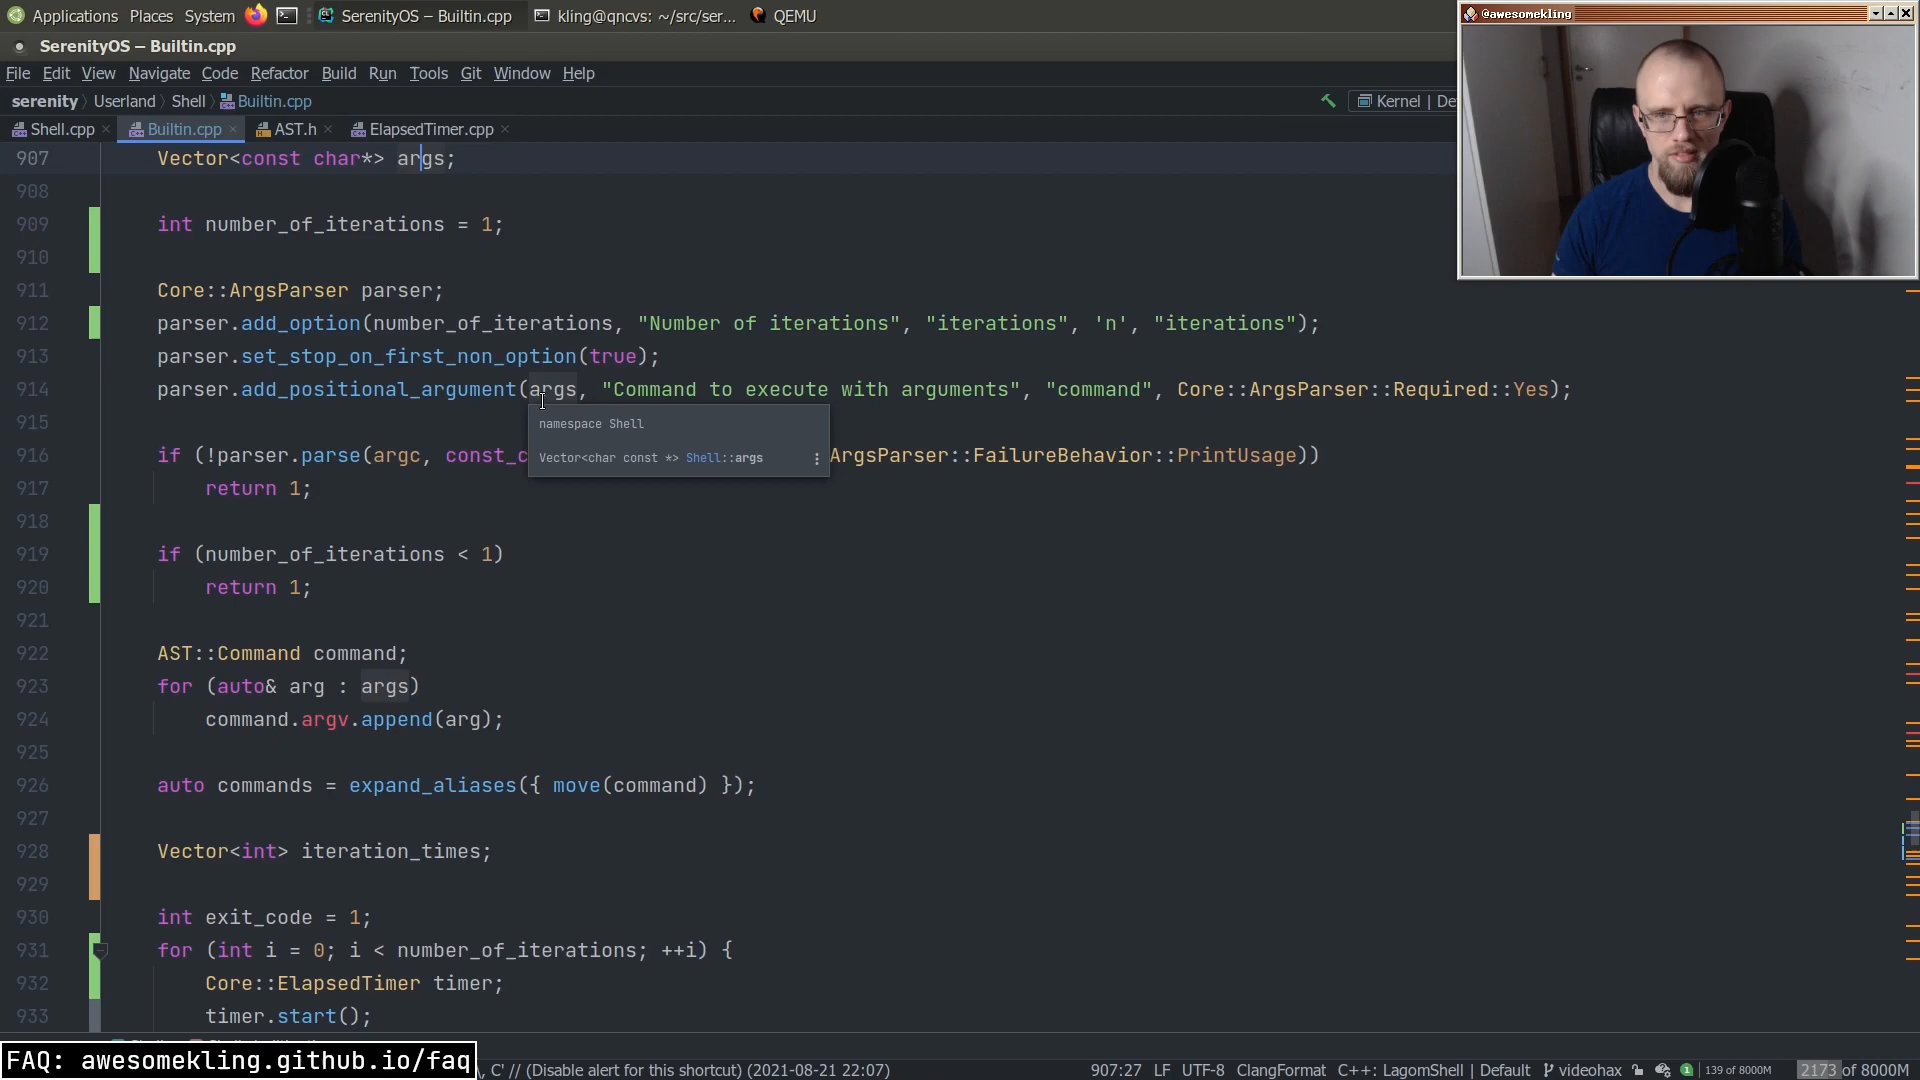 Applications Places System SerenityOS – Builtin.cpp kling@qncvs: ~/src/ser... QEMU
@awesomekling
SerenityOS – Builtin.cpp
File Edit View Navigate Code Refactor Build Run Tools Git Window Help
serenity Userland Shell Builtin.cpp Kernel | De
Shell.cpp Builtin.cpp AST.h ElapsedTimer.cpp
907 Vector<const char*> args;
908
909 int number_of_iterations = 1;
910
911 Core::ArgsParser parser;
912 parser.add_option(number_of_iterations, "Number of iterations", "iterations", 'n', "iterations");
913 parser.set_stop_on_first_non_option(true);
914 parser.add_positional_argument(args, "Command to execute with arguments", "command", Core::ArgsParser::Required::Yes);
915
namespace Shell
916 if (!parser.parse(argc, const_c ArgsParser::FailureBehavior::PrintUsage))
Vector<char const *> Shell::args
917 return 1;
918
919 if (number_of_iterations < 1)
920 return 1;
921
922 AST::Command command;
923 for (auto& arg : args)
924 command.argv.append(arg);
925
926 auto commands = expand_aliases({ move(command) });
927
928 Vector<int> iteration_times;
929
930 int exit_code = 1;
931 for (int i = 0; i < number_of_iterations; ++i) {
932 Core::ElapsedTimer timer;
933 timer.start();
FAQ: awesomekling.github.io/faq
, C' // (Disable alert for this shortcut) (2021-08-21 22:07) 907:27 LF UTF-8 ClangFormat C++: LagomShell | Default videohax 1 139 of 8000M 2173 of 8000M